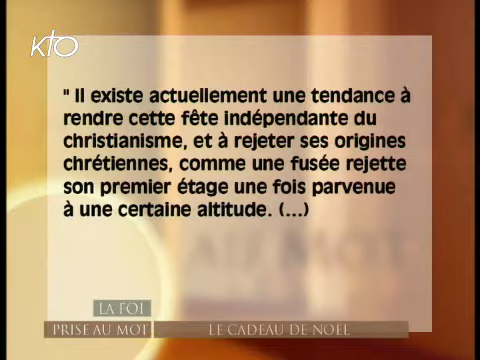 KTO
" Il existe actuellement une tendance à
rendre cette fête indépendante du
christianisme, et à rejeter ses origines
chrétiennes, comme une fusée rejette
son premier étage une fois parvenue
à une certaine altitude. (...)
AU MOT
LA FOI
PRISE AU MOT
LE CADEAU DE NOËL